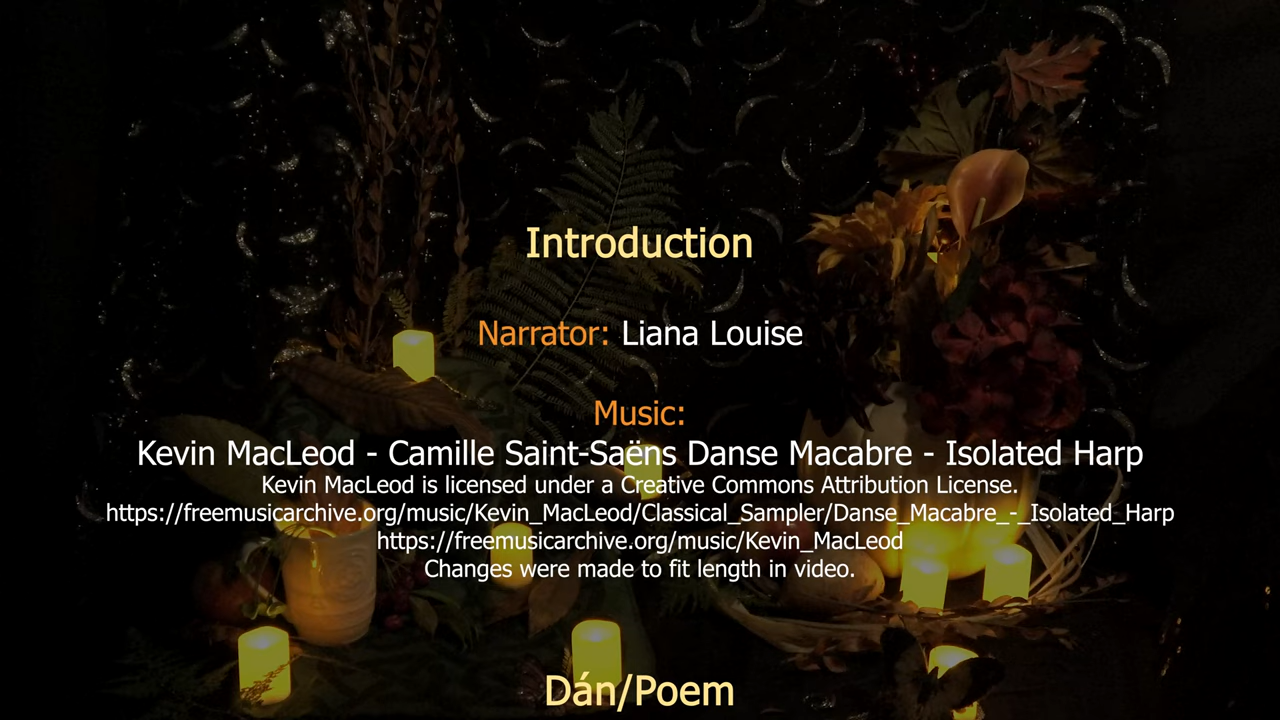 Introduction
Narrator: Liana Louise
Music:
Kevin MacLeod - Camille Saint-Saëns Danse Macabre - Isolated Harp
Kevin MacLeod is licensed under a Creative Commons Attribution License.
https://freemusicarchive.org/music/Kevin_MacLeod/Classical_Sampler/Danse_Macabre_-_Isolated_Harp
https://freemusicarchive.org/music/Kevin_MacLeod
Changes were made to fit length in video.
Dán/Poem